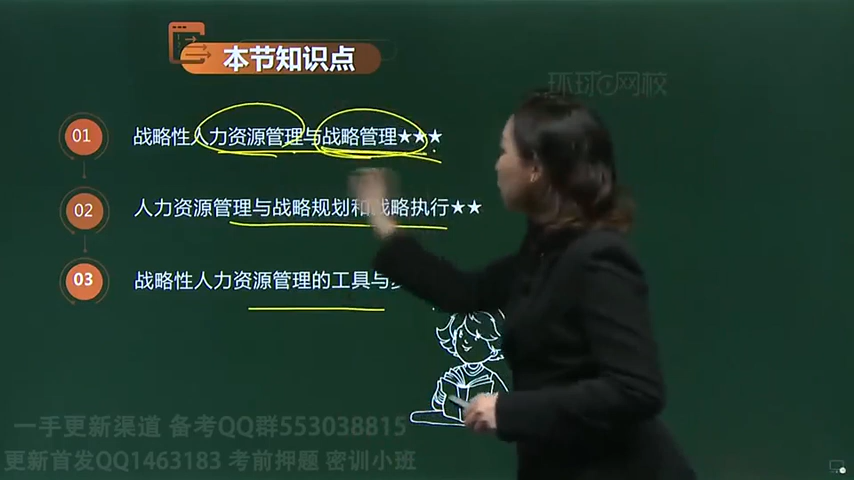 本节知识点
环球网校
01 战略性人力资源管理与战略管理★★★
02 人力资源管理与战略规划和战略执行★★
03 战略性人力资源管理的工具与
一手更新渠道 备考QQ群553038815
更新首发QQ1463183 考前押题 密训小班